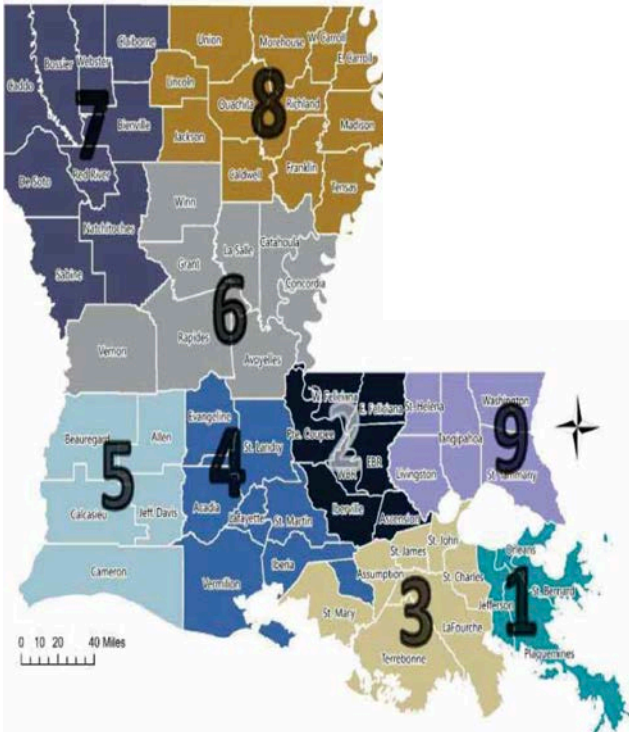 Claiborne
Union
Morehouse
W. Carroll
E. Carroll
Caddo
Bossier
Webster
Lincoln
Ouachita
Richland
7
8
Bienville
Jackson
Madison
De Soto
Red River
Caldwell
Franklin
Tensas
Winn
Natchitoches
La Salle
Catahoula
Sabine
Grant
Concordia
6
Rapides
Vernon
Avoyelles
W. Feliciana
E. Feliciana
St. Helena
Washington
Evangeline
Pte. Coupee
2
9
Beauregard
Allen
St. Landry
Tangipahoa
5
4
WBR
EBR
Livingston
St. Tammany
Calcasieu
Jeff. Davis
Acadia
Lafayette
St. Martin
Iberville
Ascension
Cameron
Vermilion
Iberia
St. James
St. John
Orleans
Assumption
St. Charles
St. Bernard
St. Mary
3
Jefferson
1
LaFourche
Terrebonne
Plaquemines
0 10 20 40 Miles